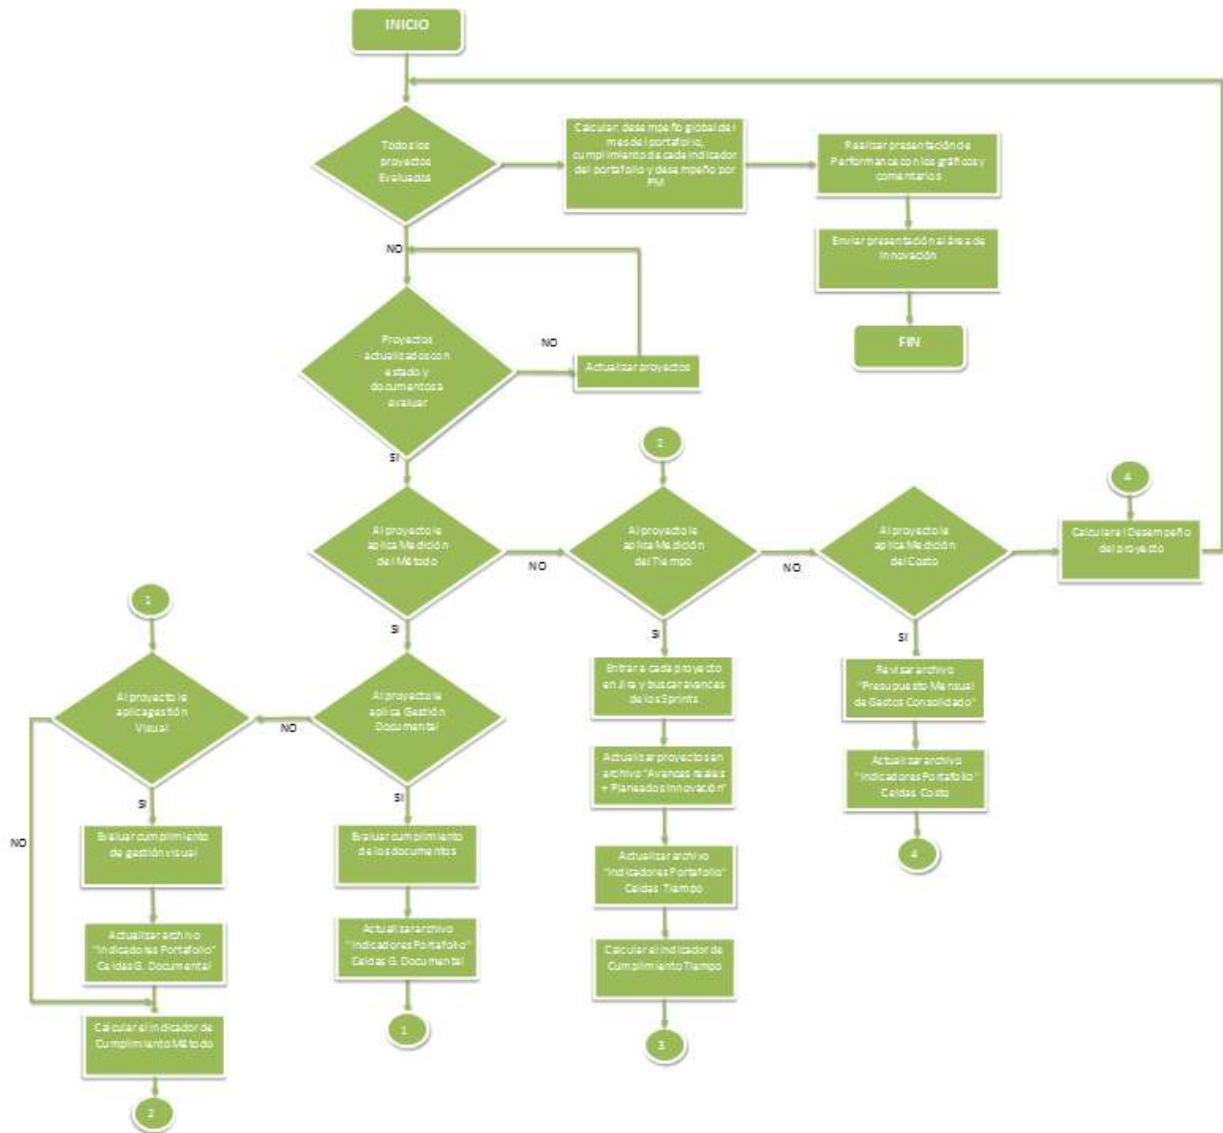 INICIO
Todos los
proyectos
Evaluados
Calcular: desempeño global del
mes del portafolio,
cumplimiento de cada indicador
del portafolio y desempeño por
PM
Realizar presentación de
Performance con los gráficos y
comentarios
NO
Enviar presentación al área de
Innovación
FIN
Proyectos
actualizados con
estado y
documentos a
evaluar
NO
Actualizar proyectos
SI
2
4
Al proyecto le
aplica Medición
del Método
NO
Al proyecto le
aplica Medición
del Tiempo
NO
Al proyecto le
aplica Medición
del Costo
Calculare l Desempeño
del proyecto
1
SI
SI
SI
Al proyecto le
aplica gestión
Visual
NO
Al proyecto le
aplica Gestión
Documental
Entrar a cada proyecto
en Jira y buscar avances
de los Sprints
Revisar archivo
"Presupuesto Mensual
de Gastos Consolidado"
Actualizar proyectos en
archivo "Avances reales
+ Planeados Innovación"
Actualizar archivo
"Indicadores Portafolio"
Celdas Costo
SI
SI
NO
Evaluar cumplimiento
de gestión visual
Evaluar cumplimiento
de los documentos
Actualizar archivo
"Indicadores Portafolio"
Celdas Tiempo
4
Actualizar archivo
"Indicadores Portafolio"
Celdas G. Documental
Actualizar archivo
"Indicadores Portafolio"
Celdas G. Documental
Calcular el indicador de
Cumplimiento Tiempo
Calcular el indicador de
Cumplimiento Método
1
3
2